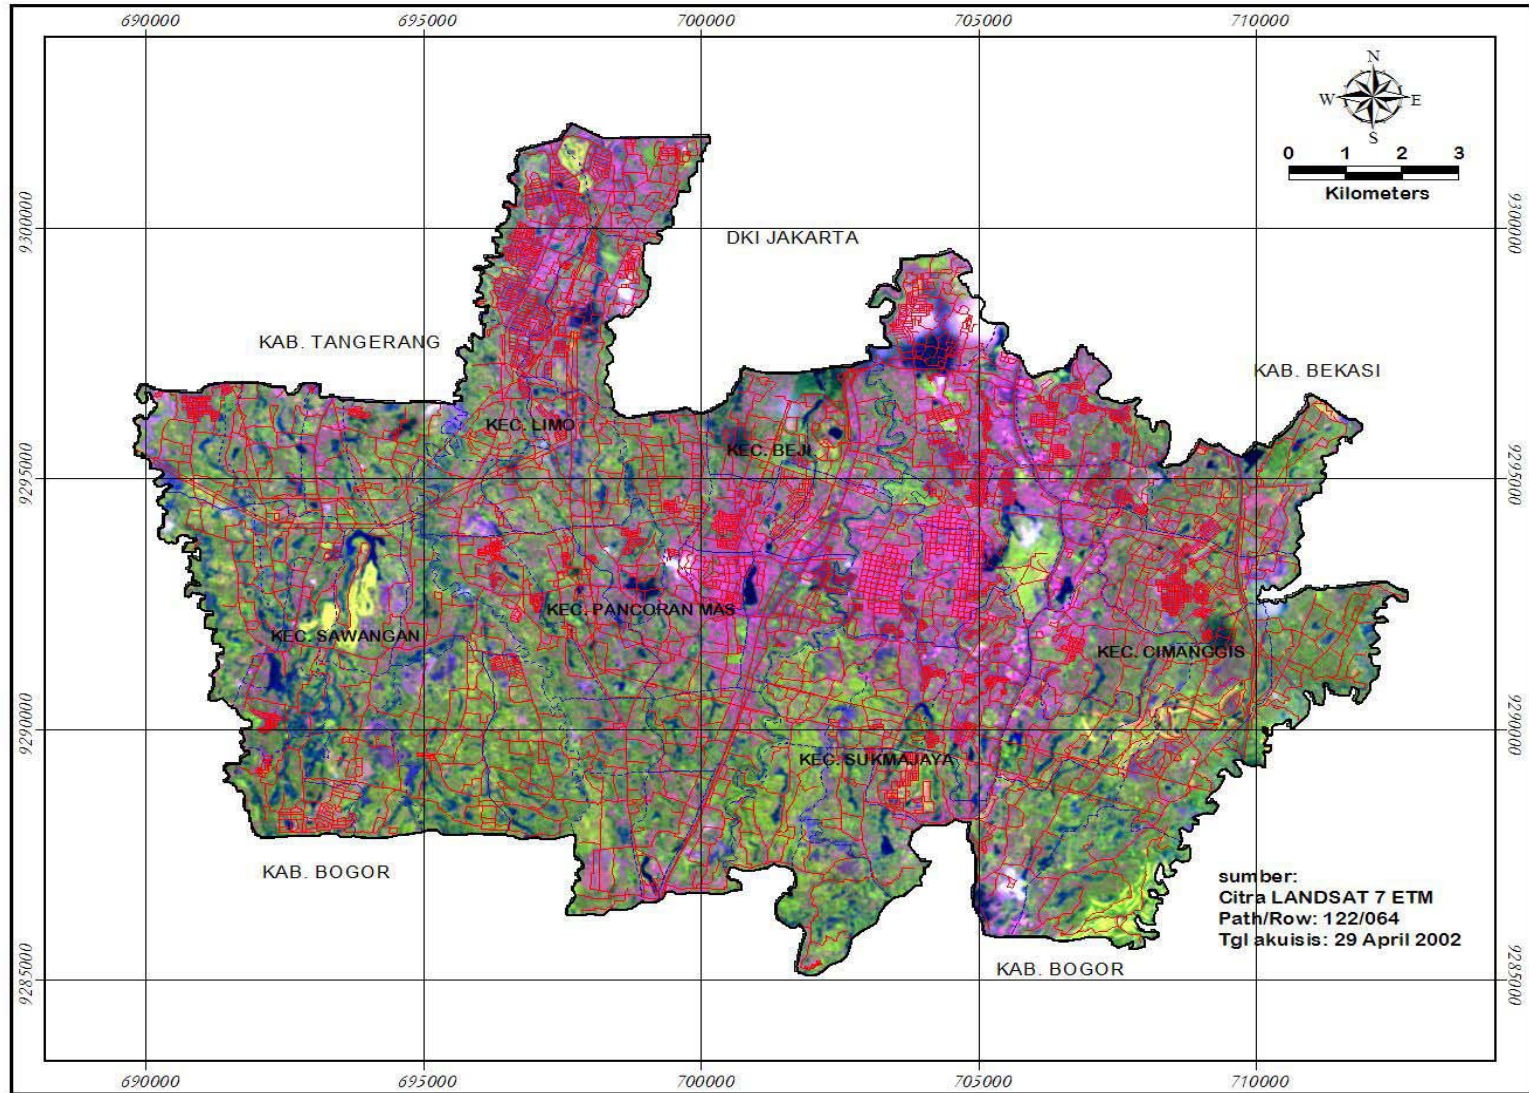 690000
695000
700000
705000
710000
N
W
E
S
0 1 2 3
Kilometers
9300000
9300000
DKI JAKARTA
KAB. TANGERANG
KAB. BEKASI
KEC. LIMO
KEC. BEJI
9295000
9295000
KEC. PANCORAN MAS
KEC. SAWANGAN
KEC. CIMANGGIS
9290000
9290000
KEC. SUKMAJAYA
KAB. BOGOR
sumber:
Citra LANDSAT 7 ETM
Path/Row: 122/064
Tgl akuisis: 29 April 2002
KAB. BOGOR
9285000
9285000
690000
695000
700000
705000
710000